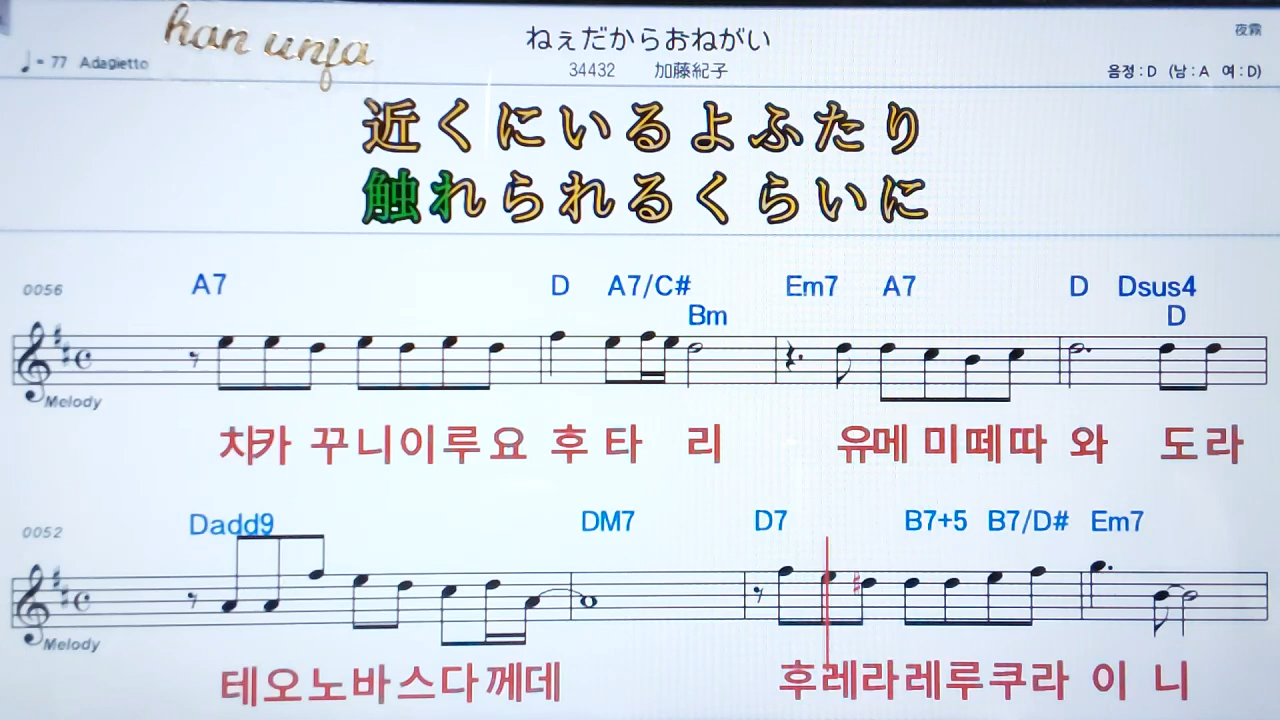 han unja
ねぇだからおねがい
夜霧
♩= 77 Adagietto
34432 加藤紀子
음정 : D (남 : A 여 : D)
近くにいるよふたり
触れられるくらいに
0056 A7 D A7/C# Bm Em7 A7 D Dsus4 D
Melody
치카 꾸니이루요 후타 리 유메 미떼따 와 도라
0052 Dadd9 DM7 D7 B7+5 B7/D# Em7
Melody
테오노바스다께데 후레라레루쿠라 이 니